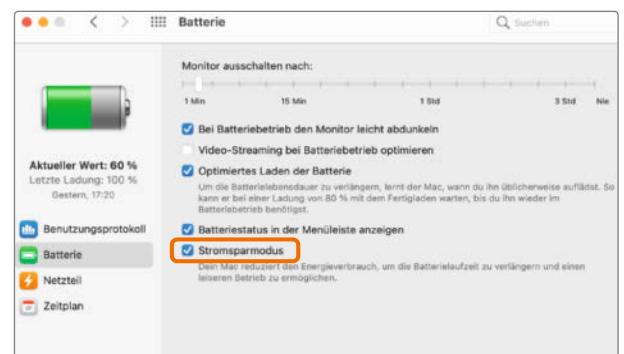 Batterie
Suchen
Monitor ausschalten nach:
1 Min 15 Min 1 Std 3 Std Nie
Bei Batteriebetrieb den Monitor leicht abdunkeln
Video-Streaming bei Batteriebetrieb optimieren
Optimiertes Laden der Batterie
Um die Batterielebensdauer zu verlängern, lernt der Mac, wann du ihn üblicherweise auflädst. So
kann er bei einer Ladung von 80 % mit dem Fertigladen warten, bis du ihn wieder im
Batteriebetrieb benötigst.
Batteriestatus in der Menüleiste anzeigen
Stromsparmodus
Dein Mac reduziert den Energieverbrauch, um die Batterielaufzeit zu verlängern und einen
leiseren Betrieb zu ermöglichen.
Aktueller Wert: 60 %
Letzte Ladung: 100 %
Gestern, 17:20
Benutzungsprotokoll
Batterie
Netzteil
Zeitplan